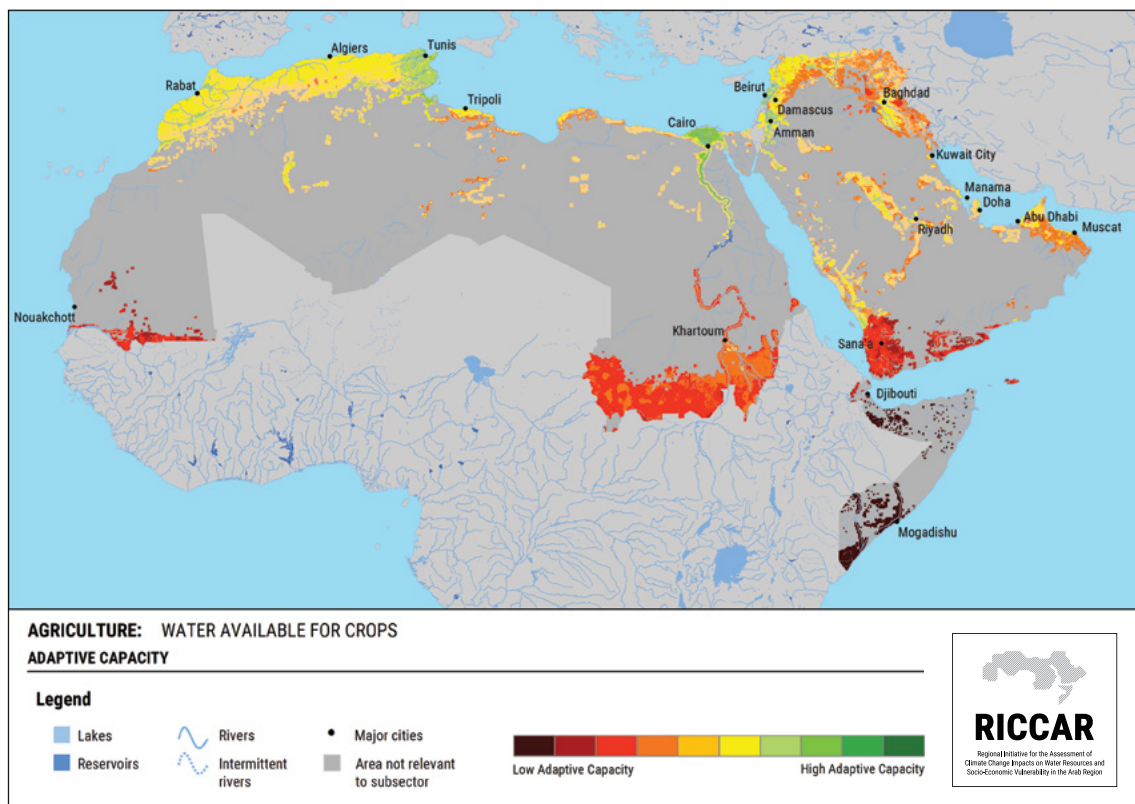 Algiers
Tunis
Rabat
Tripoli
Beirut
Damascus
Baghdad
Cairo
Amman
Kuwait City
Manama
Doha
Abu Dhabi
Muscat
Riyadh
Nouakchott
Khartoum
Sana'a
Djibouti
Mogadishu
AGRICULTURE: WATER AVAILABLE FOR CROPS
ADAPTIVE CAPACITY
Legend
Lakes
Reservoirs
Rivers
Intermittent
rivers
Major cities
Area not relevant
to subsector
Low Adaptive Capacity
High Adaptive Capacity
RICCAR
Regional Initiative for the Assessment of
Climate Change Impacts on Water Resources and
Socio-Economic Vulnerability in the Arab Region